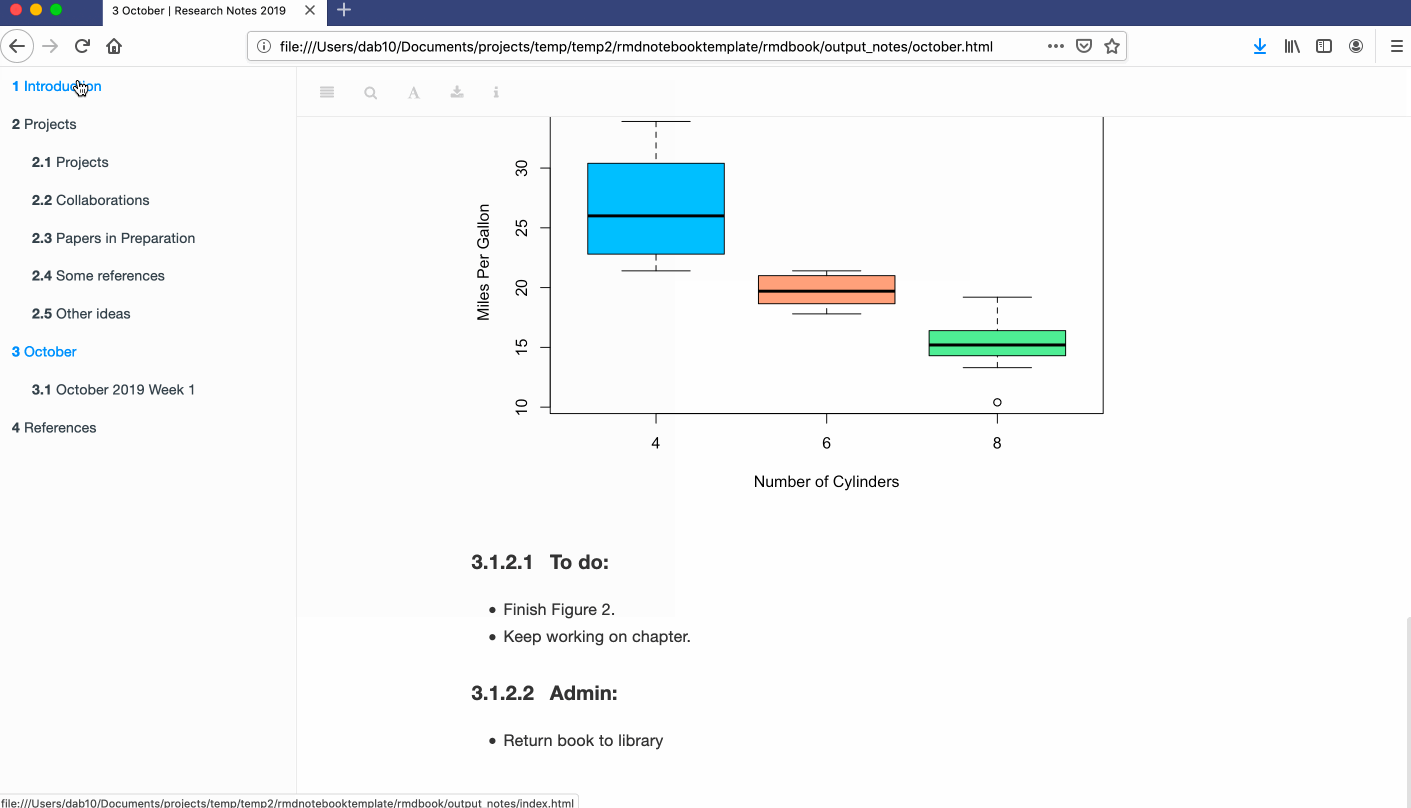 3 October | Research Notes 2019
file:///Users/dab10/Documents/projects/temp/temp2/rmdnotebooktemplate/rmdbook/output_notes/october.html
1 Introduction
2 Projects
2.1 Projects
2.2 Collaborations
2.3 Papers in Preparation
2.4 Some references
2.5 Other ideas
3 October
3.1 October 2019 Week 1
4 References
Miles Per Gallon
30
25
20
15
10
4 6 8
Number of Cylinders
3.1.2.1 To do:
• Finish Figure 2.
• Keep working on chapter.
3.1.2.2 Admin:
• Return book to library
file:///Users/dab10/Documents/projects/temp/temp2/rmdnotebooktemplate/rmdbook/output_notes/index.html